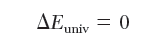 ΔE_univ = 0